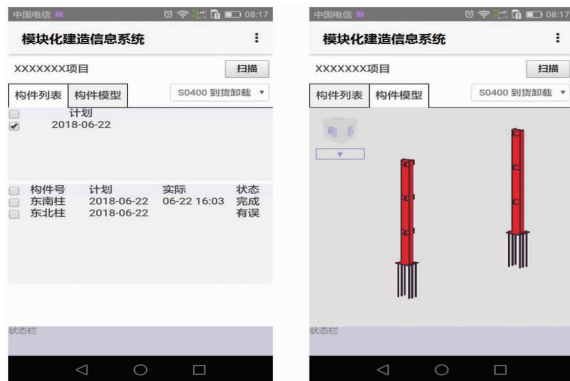 中国电信
08:17
模块化建造信息系统
XXXXXXX项目
扫描
构件列表 构件模型
S0400 到货卸载
计划
2018-06-22
构件号 计划 实际 状态
东南柱 2018-06-22 06-22 16:03 完成
东北柱 2018-06-22 有误
状态栏
中国电信
08:17
模块化建造信息系统
XXXXXXX项目
扫描
构件列表 构件模型
S0400 到货卸载
状态栏